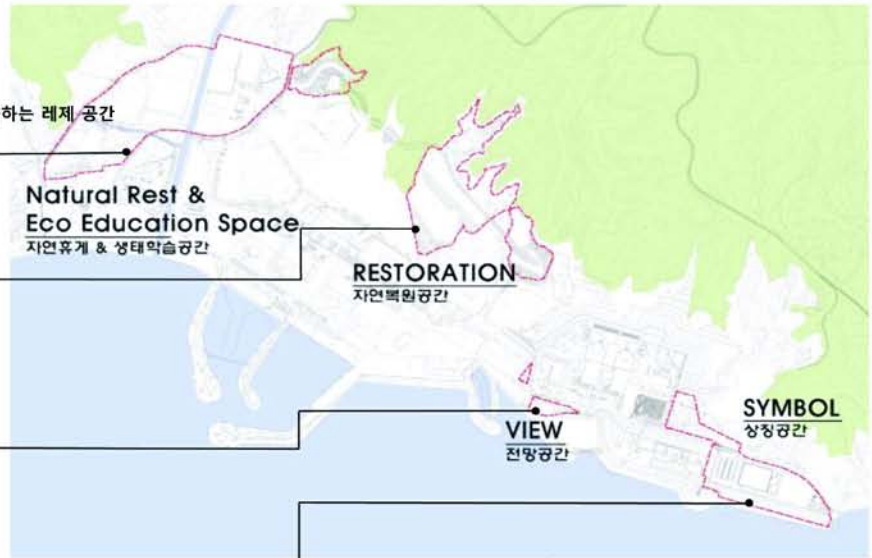 하는 레제 공간
Natural Rest &
Eco Education Space
자연휴게 & 생태학습공간
RESTORATION
자연복원공간
VIEW
전망공간
SYMBOL
상징공간